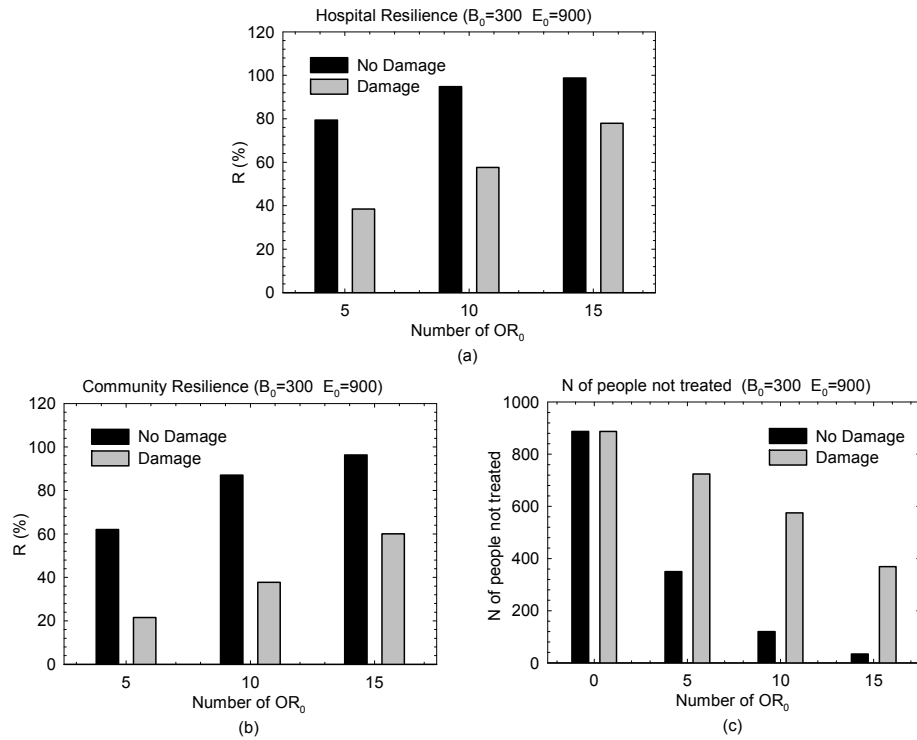 Hospital Resilience (B₀=300 E₀=900)
120
100
80
60
40
20
0
R (%)
No Damage
Damage
5 10 15
Number of OR₀
(a)
Community Resilience (B₀=300 E₀=900)
120
100
80
60
40
20
0
R (%)
No Damage
Damage
5 10 15
Number of OR₀
(b)
N of people not treated (B₀=300 E₀=900)
1000
800
600
400
200
0
N of people not treated
No Damage
Damage
0 5 10 15
Number of OR₀
(c)